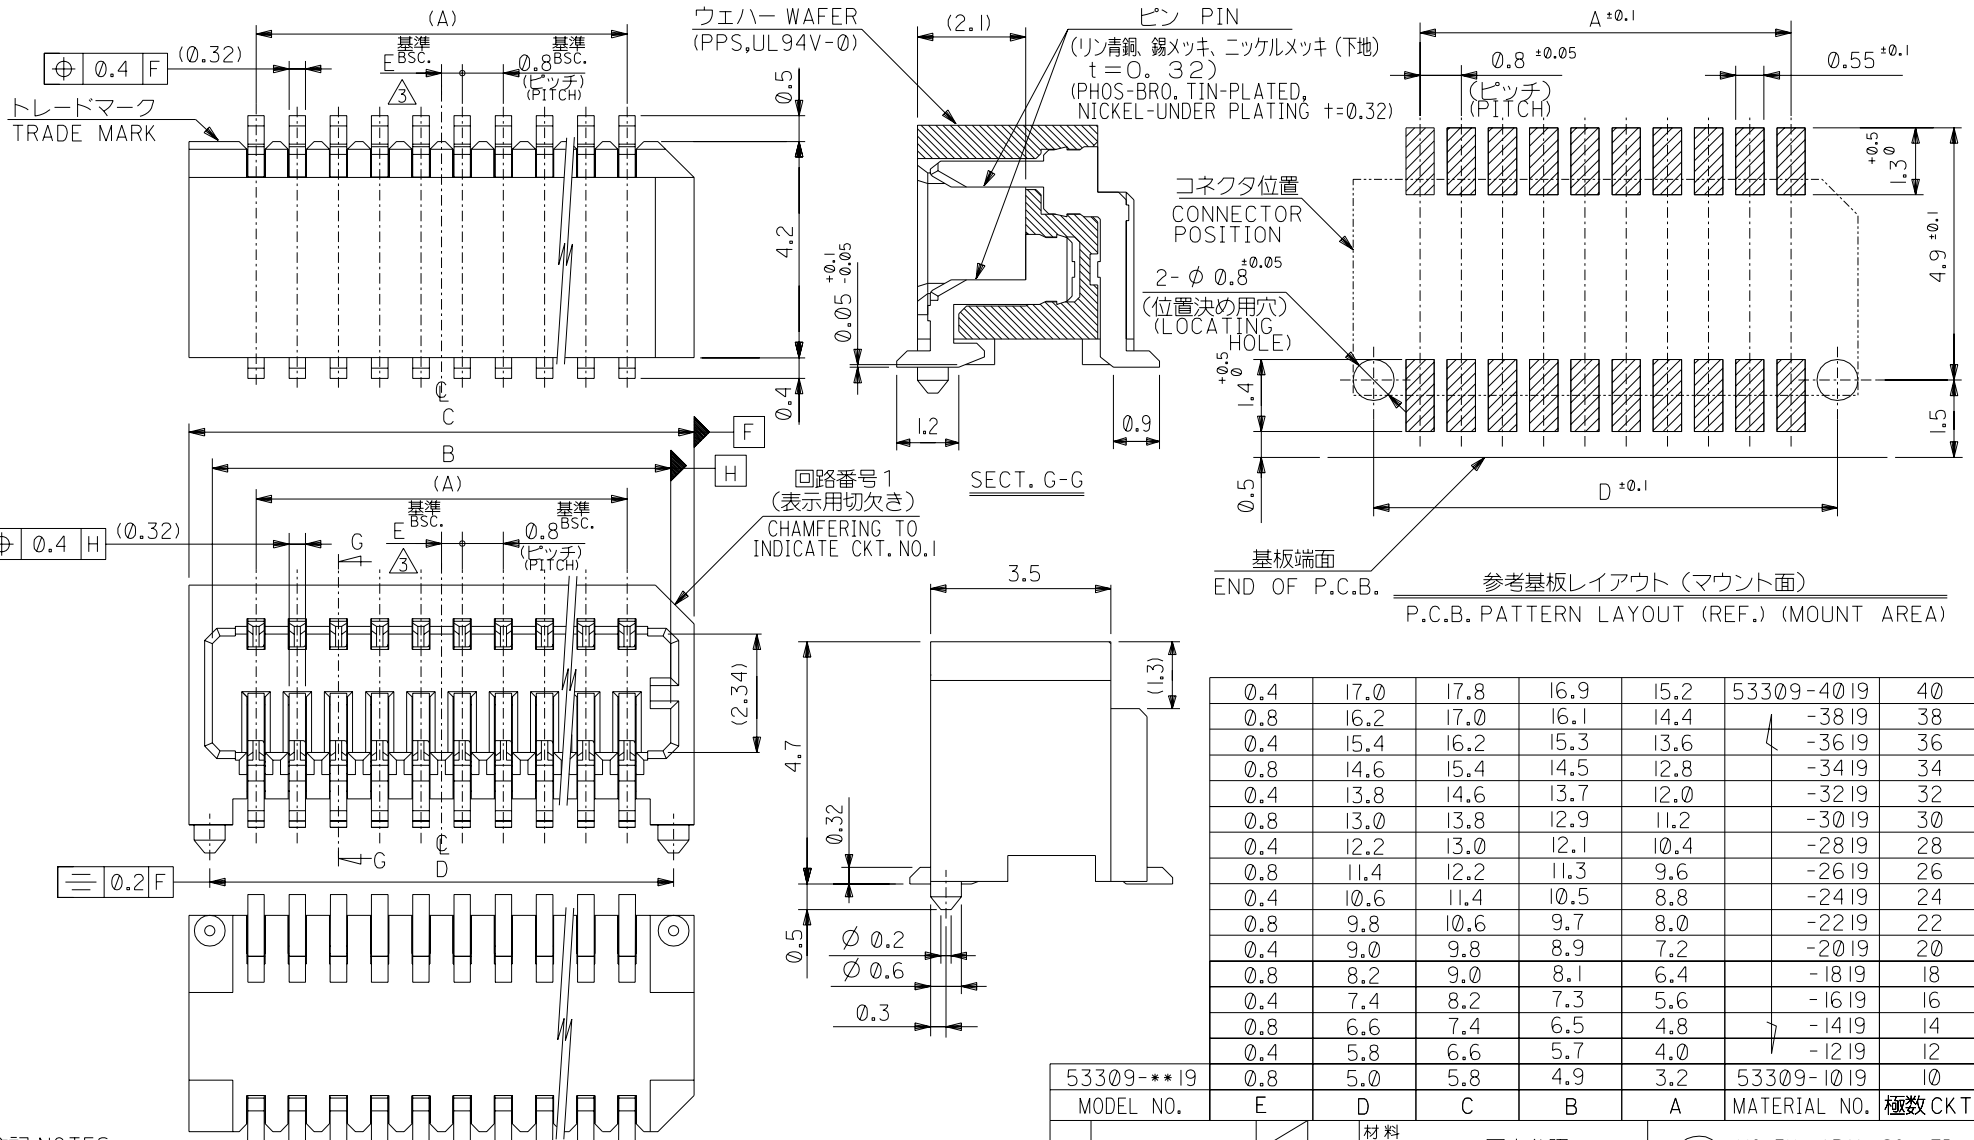 (A)
基準
BSC.
E
3
基準
BSC.
0.8
(ピッチ)
(PITCH)
⌖ 0.4 F
(0.32)
トレードマーク
TRADE MARK
0.5
4.2
0.4
℄
C
F
B
H
(A)
基準
BSC.
E
3
基準
BSC.
0.8
(ピッチ)
(PITCH)
⌖ 0.4 H
(0.32)
G
G
回路番号1
(表示用切欠き)
CHAMFERING TO
INDICATE CKT. NO.1
(2.34)
℄
D
⌯ 0.2 F
ウェハー WAFER
(PPS,UL94V-0)
(2.1)
ピン PIN
(リン青銅、錫メッキ、ニッケルメッキ(下地)
t=0.32)
(PHOS-BRO. TIN-PLATED,
NICKEL-UNDER PLATING t=0.32)
0.05 +0.1 -0.05
1.2
0.9
SECT. G-G
3.5
(1.3)
4.7
0.32
0.5
Ø 0.2
Ø 0.6
0.3
A ±0.1
0.8 ±0.05
(ピッチ)
(PITCH)
0.55 ±0.1
1.3 +0.5 0
コネクタ位置
CONNECTOR
POSITION
2-Ø 0.8 ±0.05
(位置決め用穴)
(LOCATING
HOLE)
4.9 ±0.1
1.4 +0.5 0
0.5
1.5
D ±0.1
基板端面
END OF P.C.B.
参考基板レイアウト(マウント面)
P.C.B. PATTERN LAYOUT (REF.) (MOUNT AREA)
0.4 17.0 17.8 16.9 15.2 53309-4019 40
0.8 16.2 17.0 16.1 14.4 -3819 38
0.4 15.4 16.2 15.3 13.6 -3619 36
0.8 14.6 15.4 14.5 12.8 -3419 34
0.4 13.8 14.6 13.7 12.0 -3219 32
0.8 13.0 13.8 12.9 11.2 -3019 30
0.4 12.2 13.0 12.1 10.4 -2819 28
0.8 11.4 12.2 11.3 9.6 -2619 26
0.4 10.6 11.4 10.5 8.8 -2419 24
0.8 9.8 10.6 9.7 8.0 -2219 22
0.4 9.0 9.8 8.9 7.2 -2019 20
0.8 8.2 9.0 8.1 6.4 -1819 18
0.4 7.4 8.2 7.3 5.6 -1619 16
0.8 6.6 7.4 6.5 4.8 -1419 14
0.4 5.8 6.6 5.7 4.0 -1219 12
53309-**19 0.8 5.0 5.8 4.9 3.2 53309-1019 10
MODEL NO. E D C B A MATERIAL NO. 極数 CKT
材料